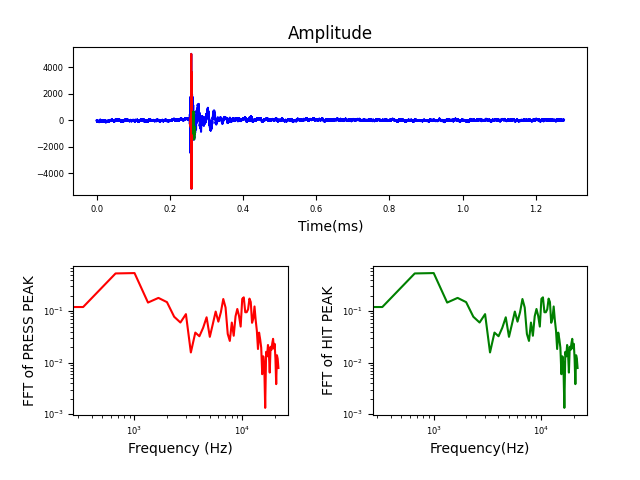 Amplitude
4000
2000
0
−2000
−4000
0.0 0.2 0.4 0.6 0.8 1.0 1.2
Time(ms)
FFT of PRESS PEAK
10⁻¹
10⁻²
10⁻³
10³ 10⁴
Frequency (Hz)
FFT of HIT PEAK
10⁻¹
10⁻²
10⁻³
10³ 10⁴
Frequency(Hz)